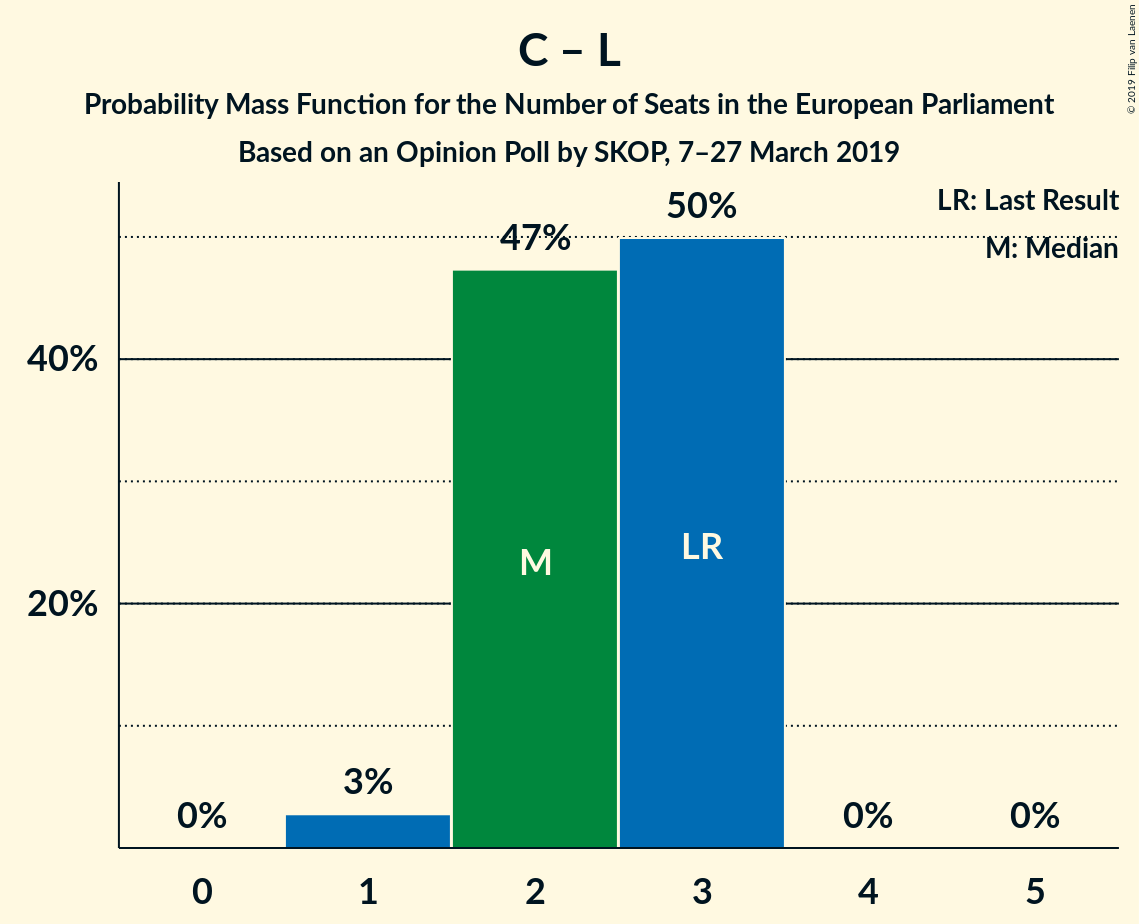 C – L
Probability Mass Function for the Number of Seats in the European Parliament
Based on an Opinion Poll by SKOP, 7–27 March 2019
© 2019 Filip van Laenen
LR: Last Result
M: Median
50%
47%
40%
20%
M
LR
0%
3%
0%
0%
0
1
2
3
4
5